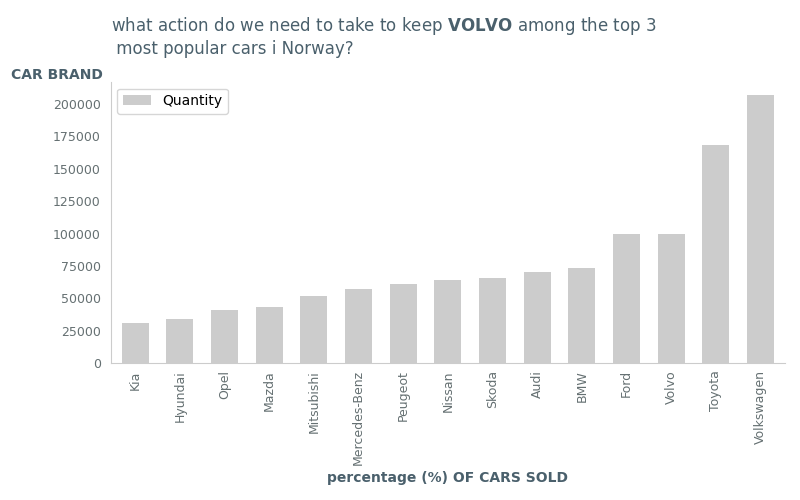 what action do we need to take to keep VOLVO among the top 3
most popular cars i Norway?
CAR BRAND
Quantity
200000
175000
150000
125000
100000
75000
50000
25000
0
Kia
Hyundai
Opel
Mazda
Mitsubishi
Mercedes-Benz
Peugeot
Nissan
Skoda
Audi
BMW
Ford
Volvo
Toyota
Volkswagen
percentage (%) OF CARS SOLD